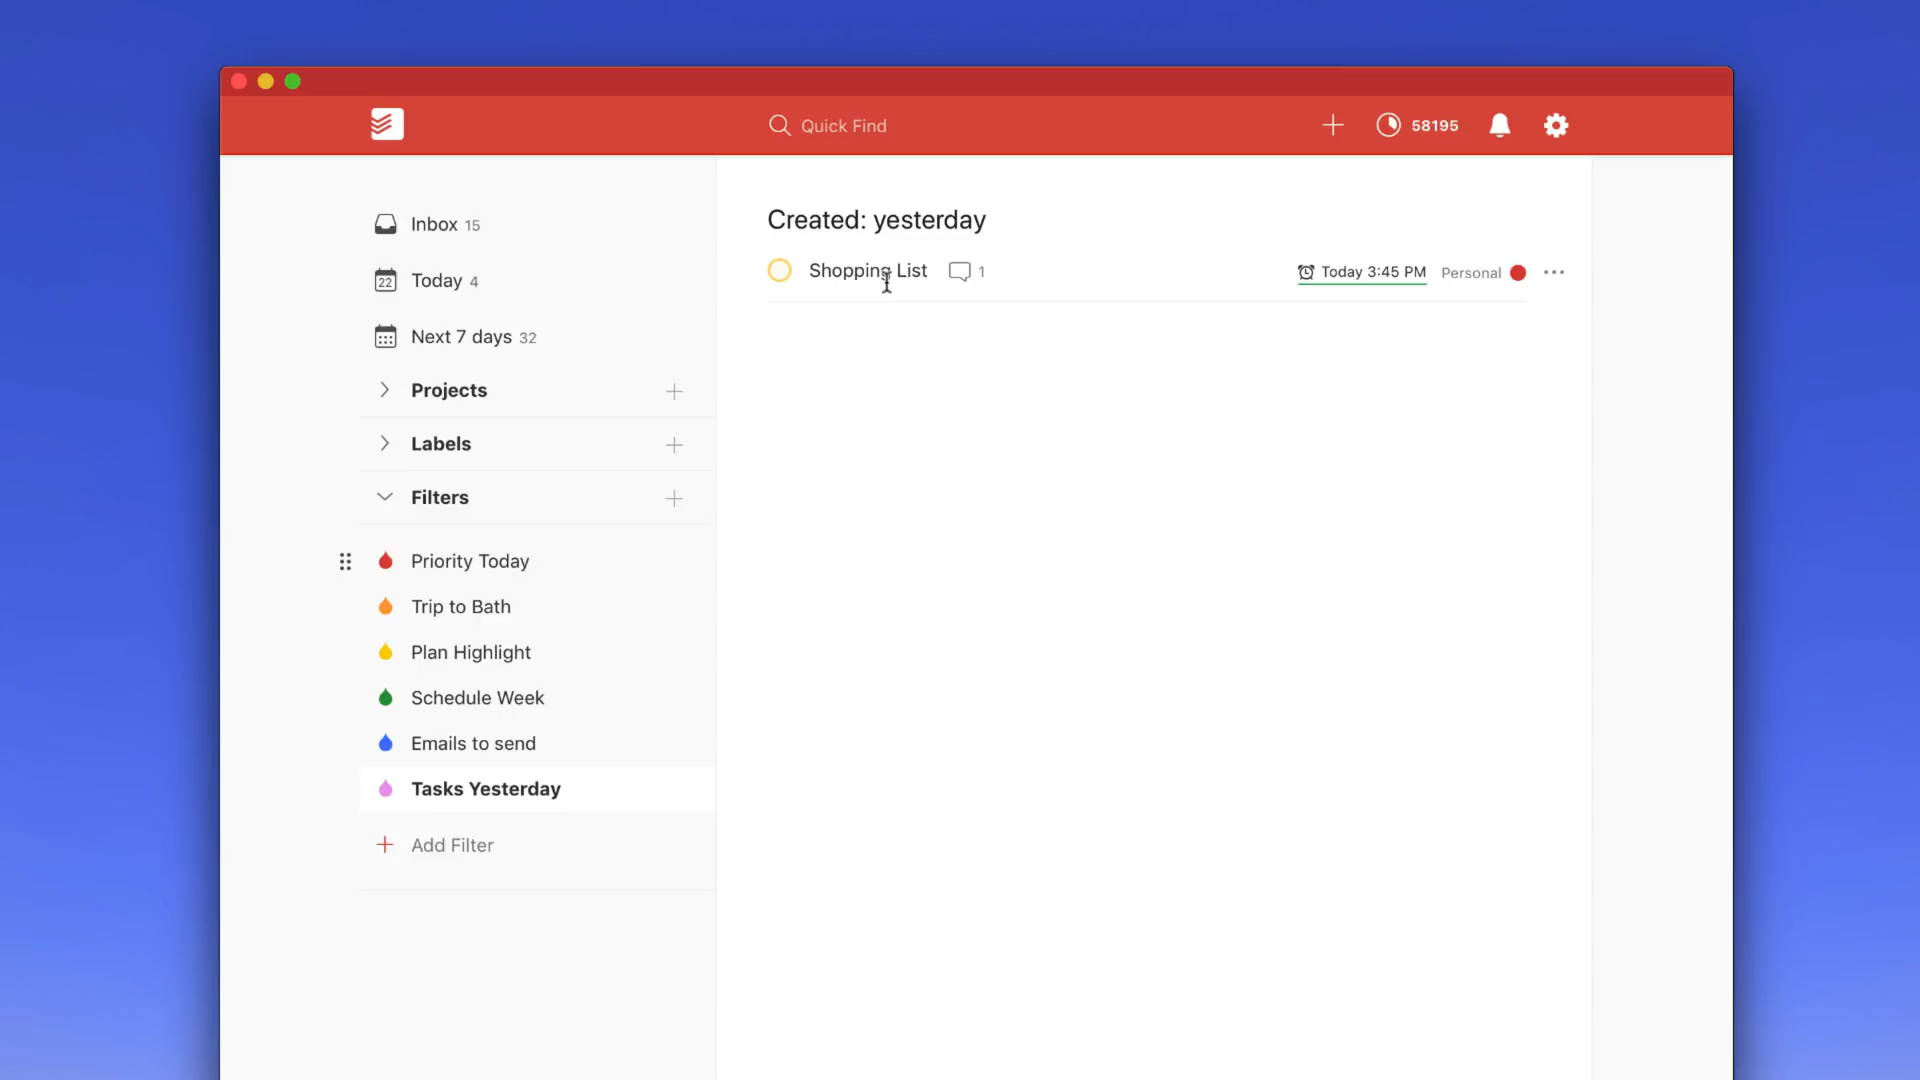 Quick Find
58195
Inbox 15
22
Today 4
Next 7 days 32
Projects
Labels
Filters
Priority Today
Trip to Bath
Plan Highlight
Schedule Week
Emails to send
Tasks Yesterday
Add Filter
Created: yesterday
Shopping List 1
Today 3:45 PM Personal